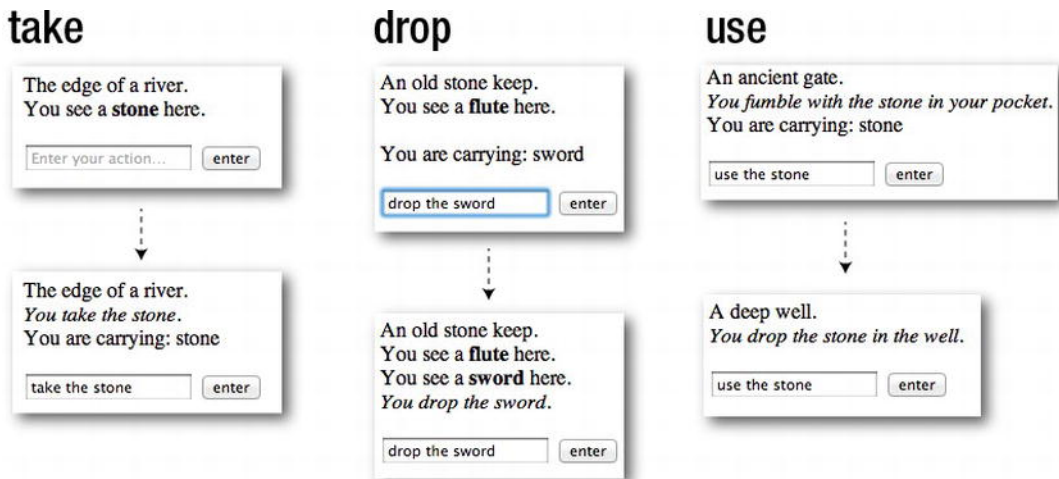 take
The edge of a river.
You see a stone here.
Enter your action...
enter
The edge of a river.
You take the stone.
You are carrying: stone
take the stone
enter
drop
An old stone keep.
You see a flute here.
You are carrying: sword
drop the sword
enter
An old stone keep.
You see a flute here.
You see a sword here.
You drop the sword.
drop the sword
enter
use
An ancient gate.
You fumble with the stone in your pocket.
You are carrying: stone
use the stone
enter
A deep well.
You drop the stone in the well.
use the stone
enter